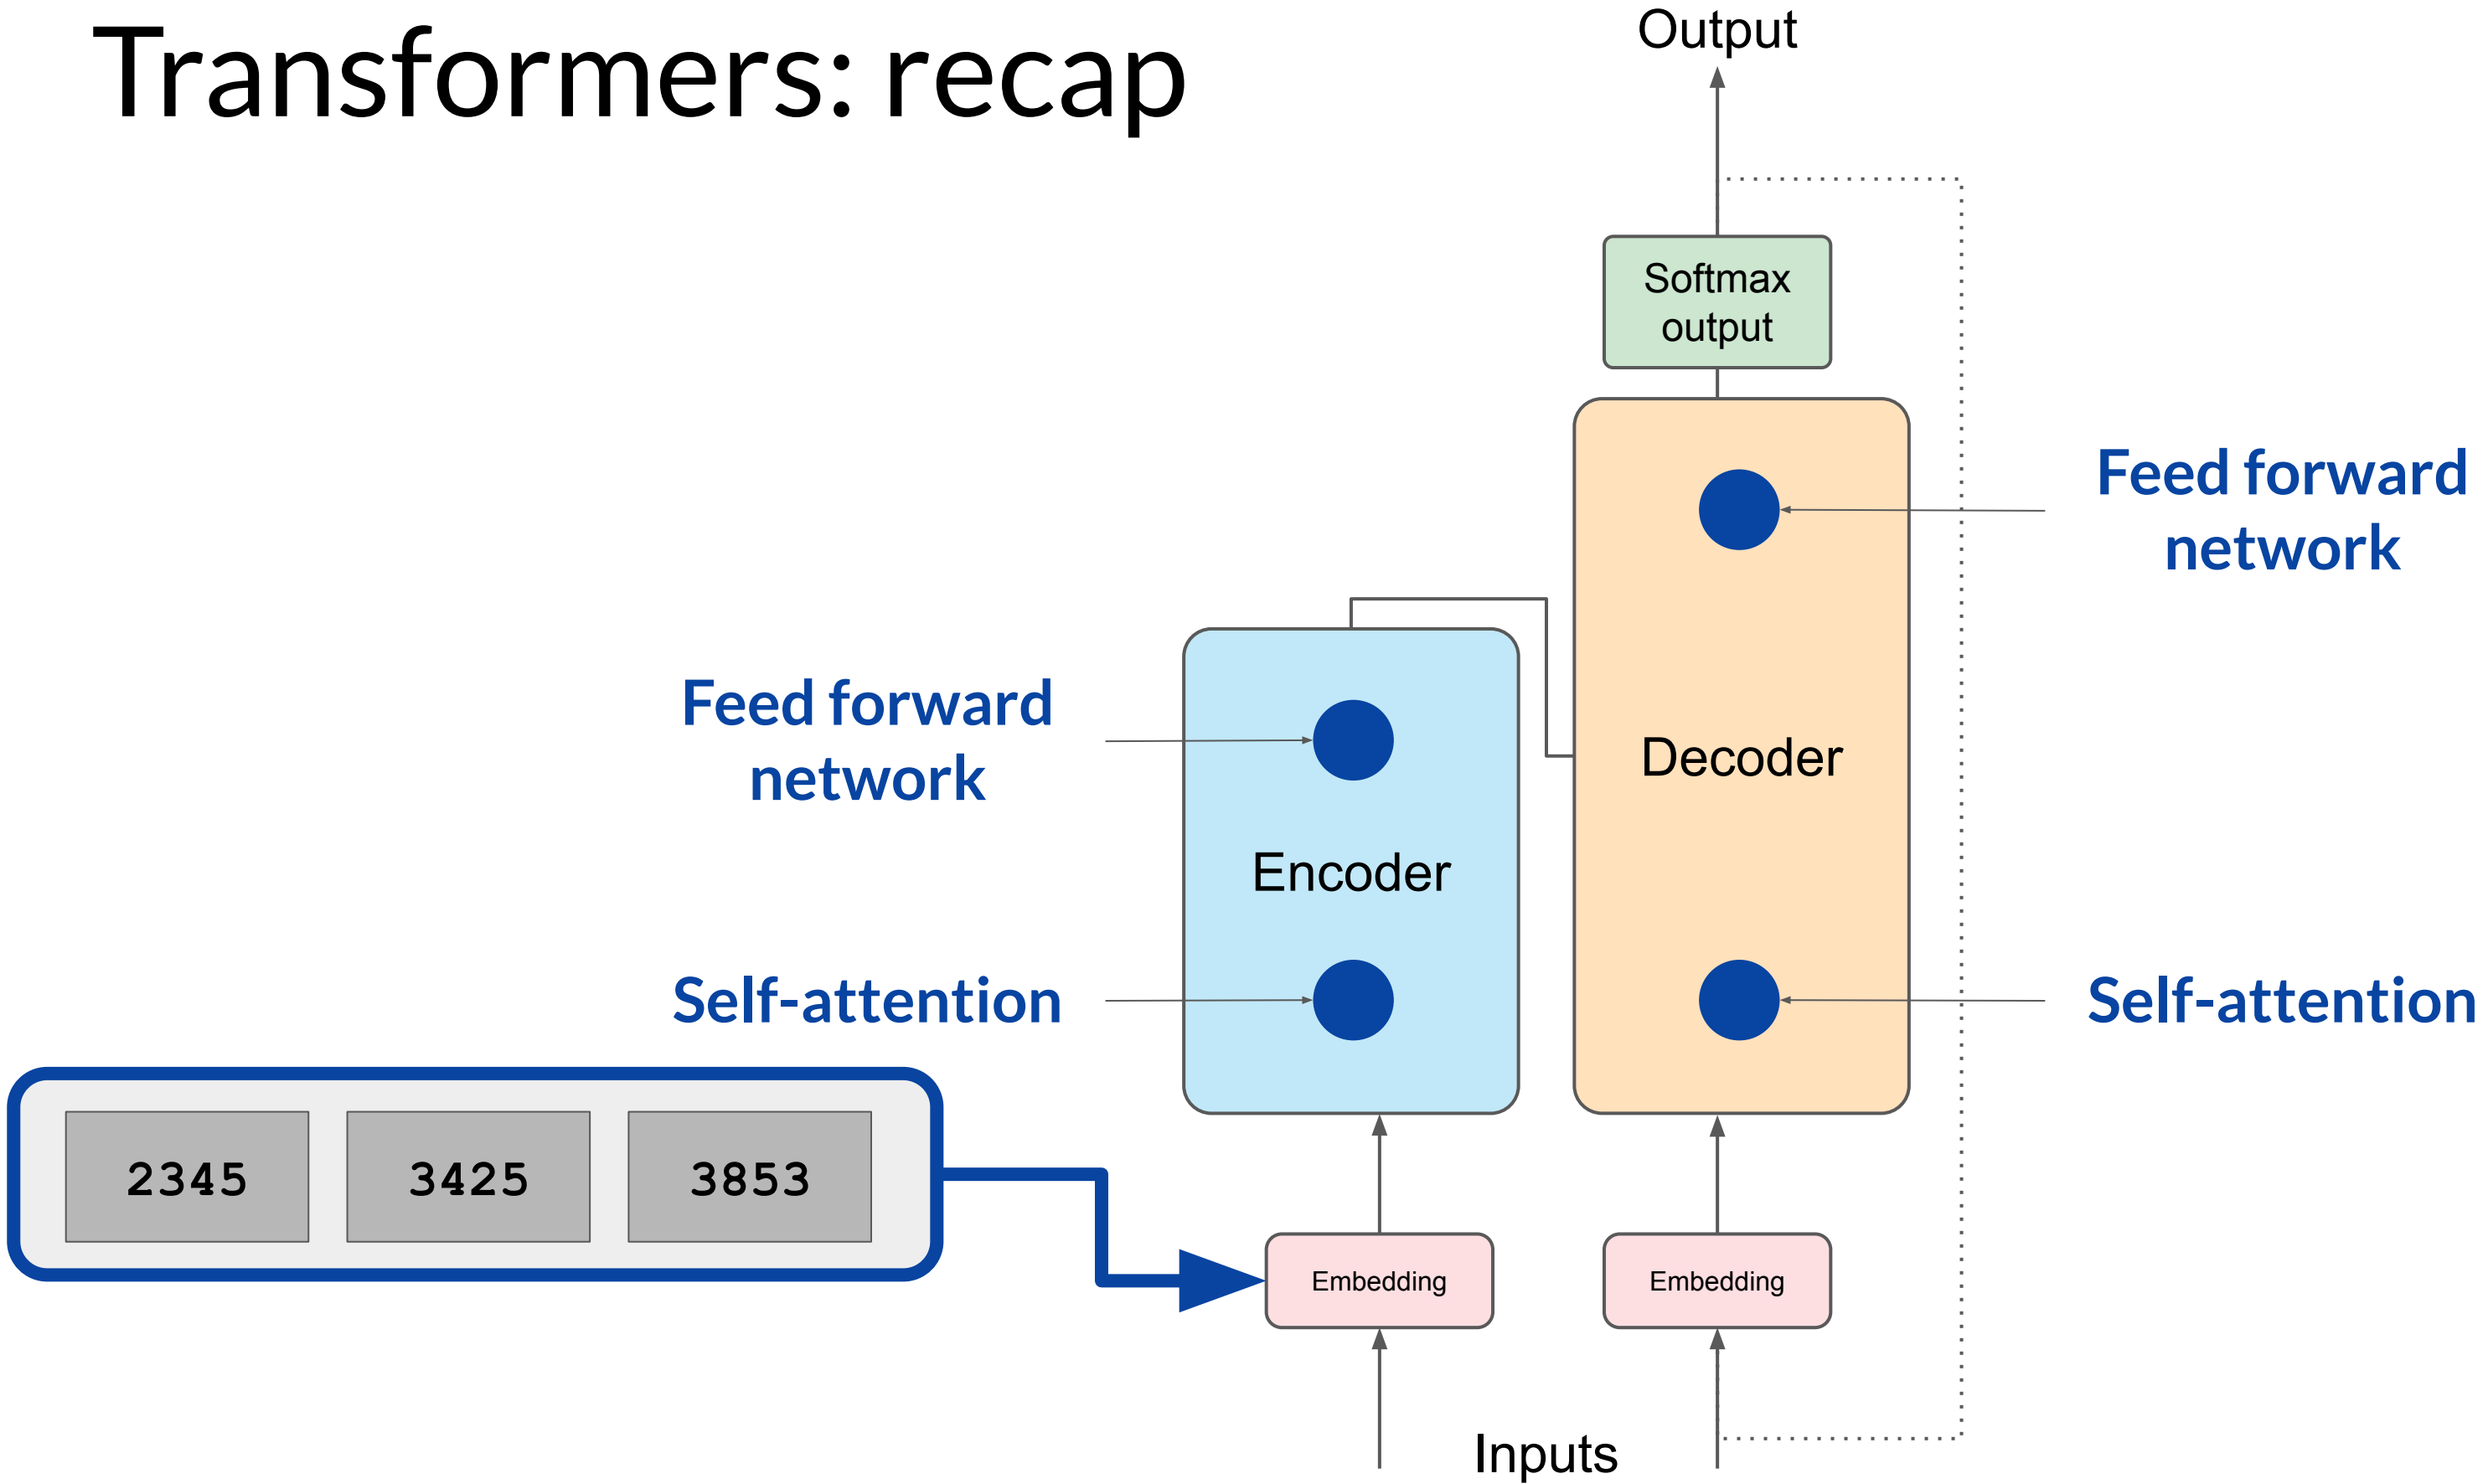 Transformers: recap
Output
Softmax
output
Feed forward
network
Feed forward
network
Decoder
Encoder
Self-attention
Self-attention
2345
3425
3853
Embedding
Embedding
Inputs